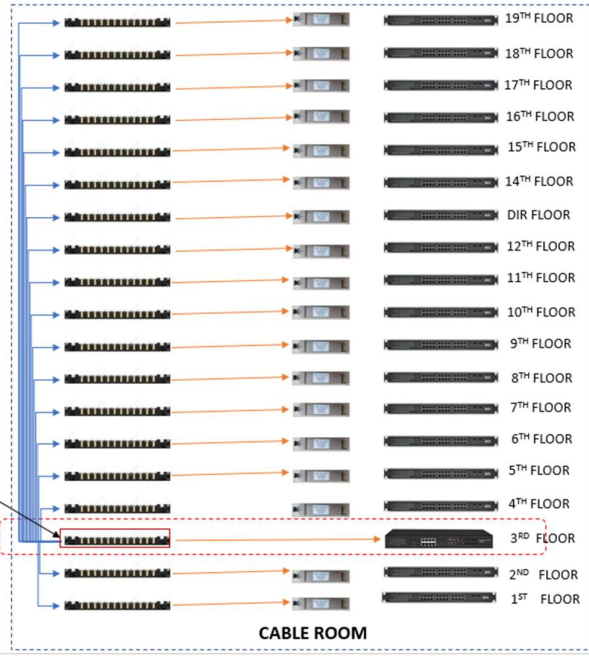 19TH FLOOR
18TH FLOOR
17TH FLOOR
16TH FLOOR
15TH FLOOR
14TH FLOOR
DIR FLOOR
12TH FLOOR
11TH FLOOR
10TH FLOOR
9TH FLOOR
8TH FLOOR
7TH FLOOR
6TH FLOOR
5TH FLOOR
4TH FLOOR
3RD FLOOR
2ND FLOOR
1ST FLOOR
CABLE ROOM